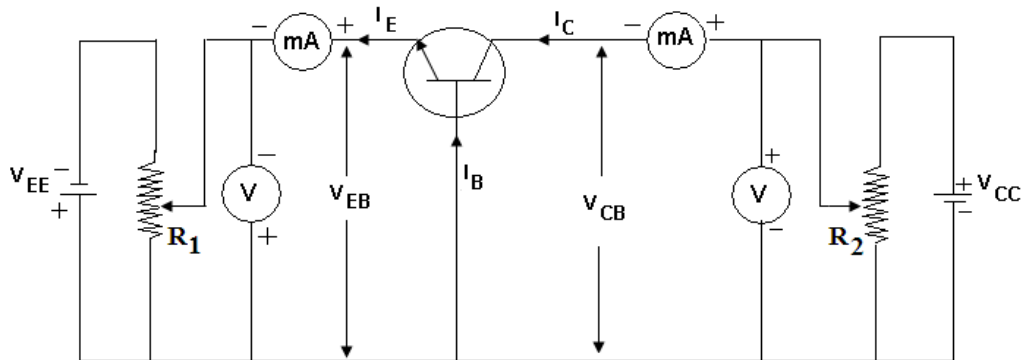 − mA + I_E I_C − mA +
− − + +
V_EE V V_EB I_B V_CB V V_CC
+ + − −
R_1 R_2